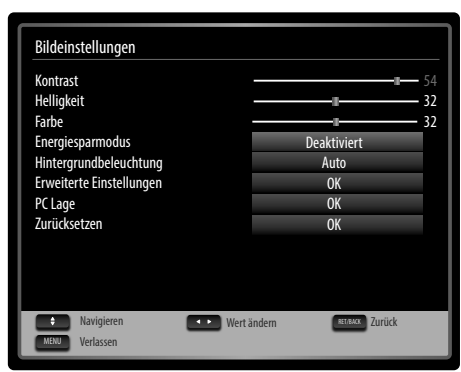 Bildeinstellungen
Kontrast 54
Helligkeit 32
Farbe 32
Energiesparmodus Deaktiviert
Hintergrundbeleuchtung Auto
Erweiterte Einstellungen OK
PC Lage OK
Zurücksetzen OK
Navigieren Wert ändern RET/BACK Zurück
MENU Verlassen